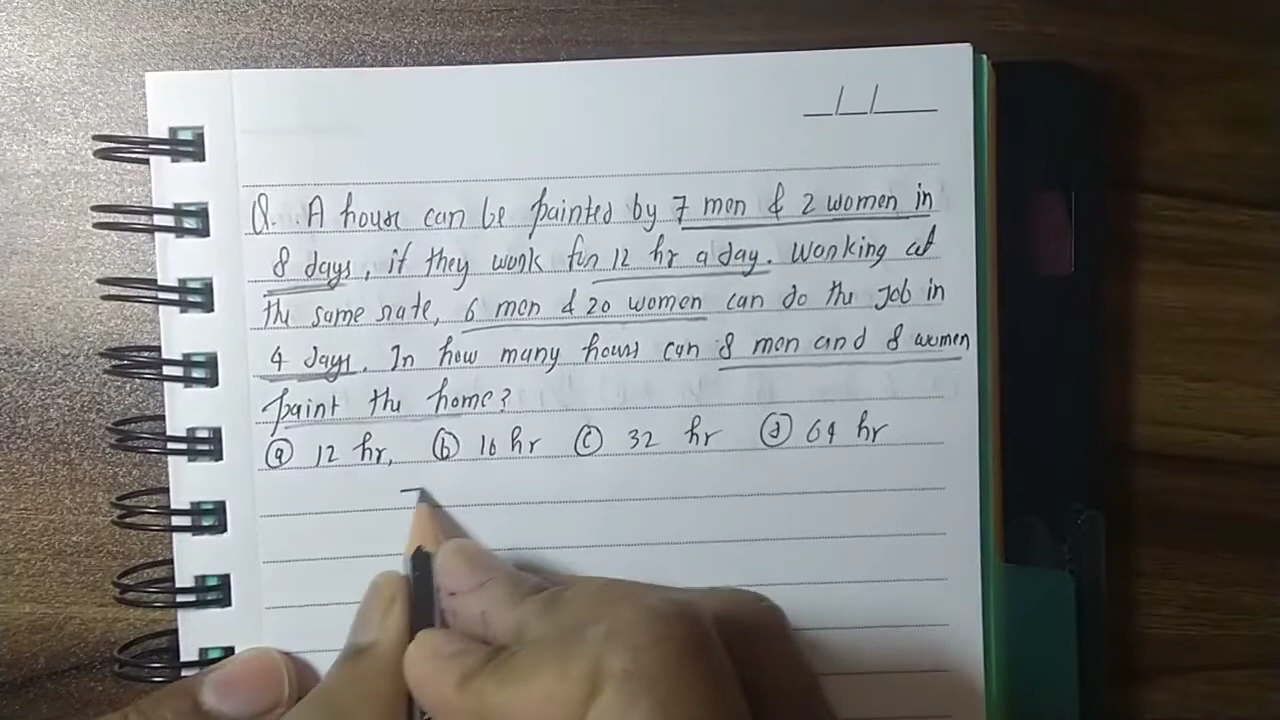 __/__/____
Q. A house can be painted by 7 men & 2 women in
8 days, if they work for 12 hr a day. Working at
the same rate, 6 men & 20 women can do the job in
4 days. In how many hours can 8 men and 8 women
paint the home?
(a) 12 hr, (b) 16 hr (c) 32 hr (d) 64 hr